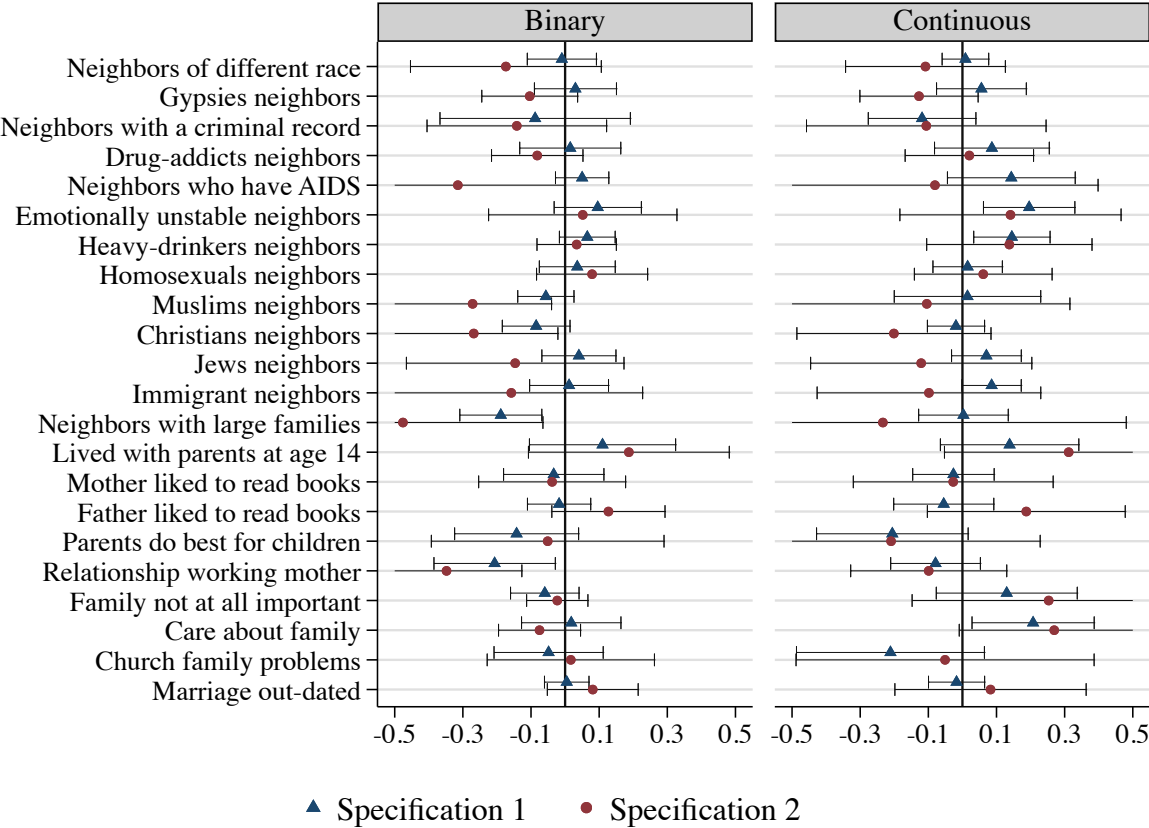 Binary Continuous
Neighbors of different race
Gypsies neighbors
Neighbors with a criminal record
Drug-addicts neighbors
Neighbors who have AIDS
Emotionally unstable neighbors
Heavy-drinkers neighbors
Homosexuals neighbors
Muslims neighbors
Christians neighbors
Jews neighbors
Immigrant neighbors
Neighbors with large families
Lived with parents at age 14
Mother liked to read books
Father liked to read books
Parents do best for children
Relationship working mother
Family not at all important
Care about family
Church family problems
Marriage out-dated
-0.5 -0.3 -0.1 0.1 0.3 0.5 -0.5 -0.3 -0.1 0.1 0.3 0.5
Specification 1 Specification 2